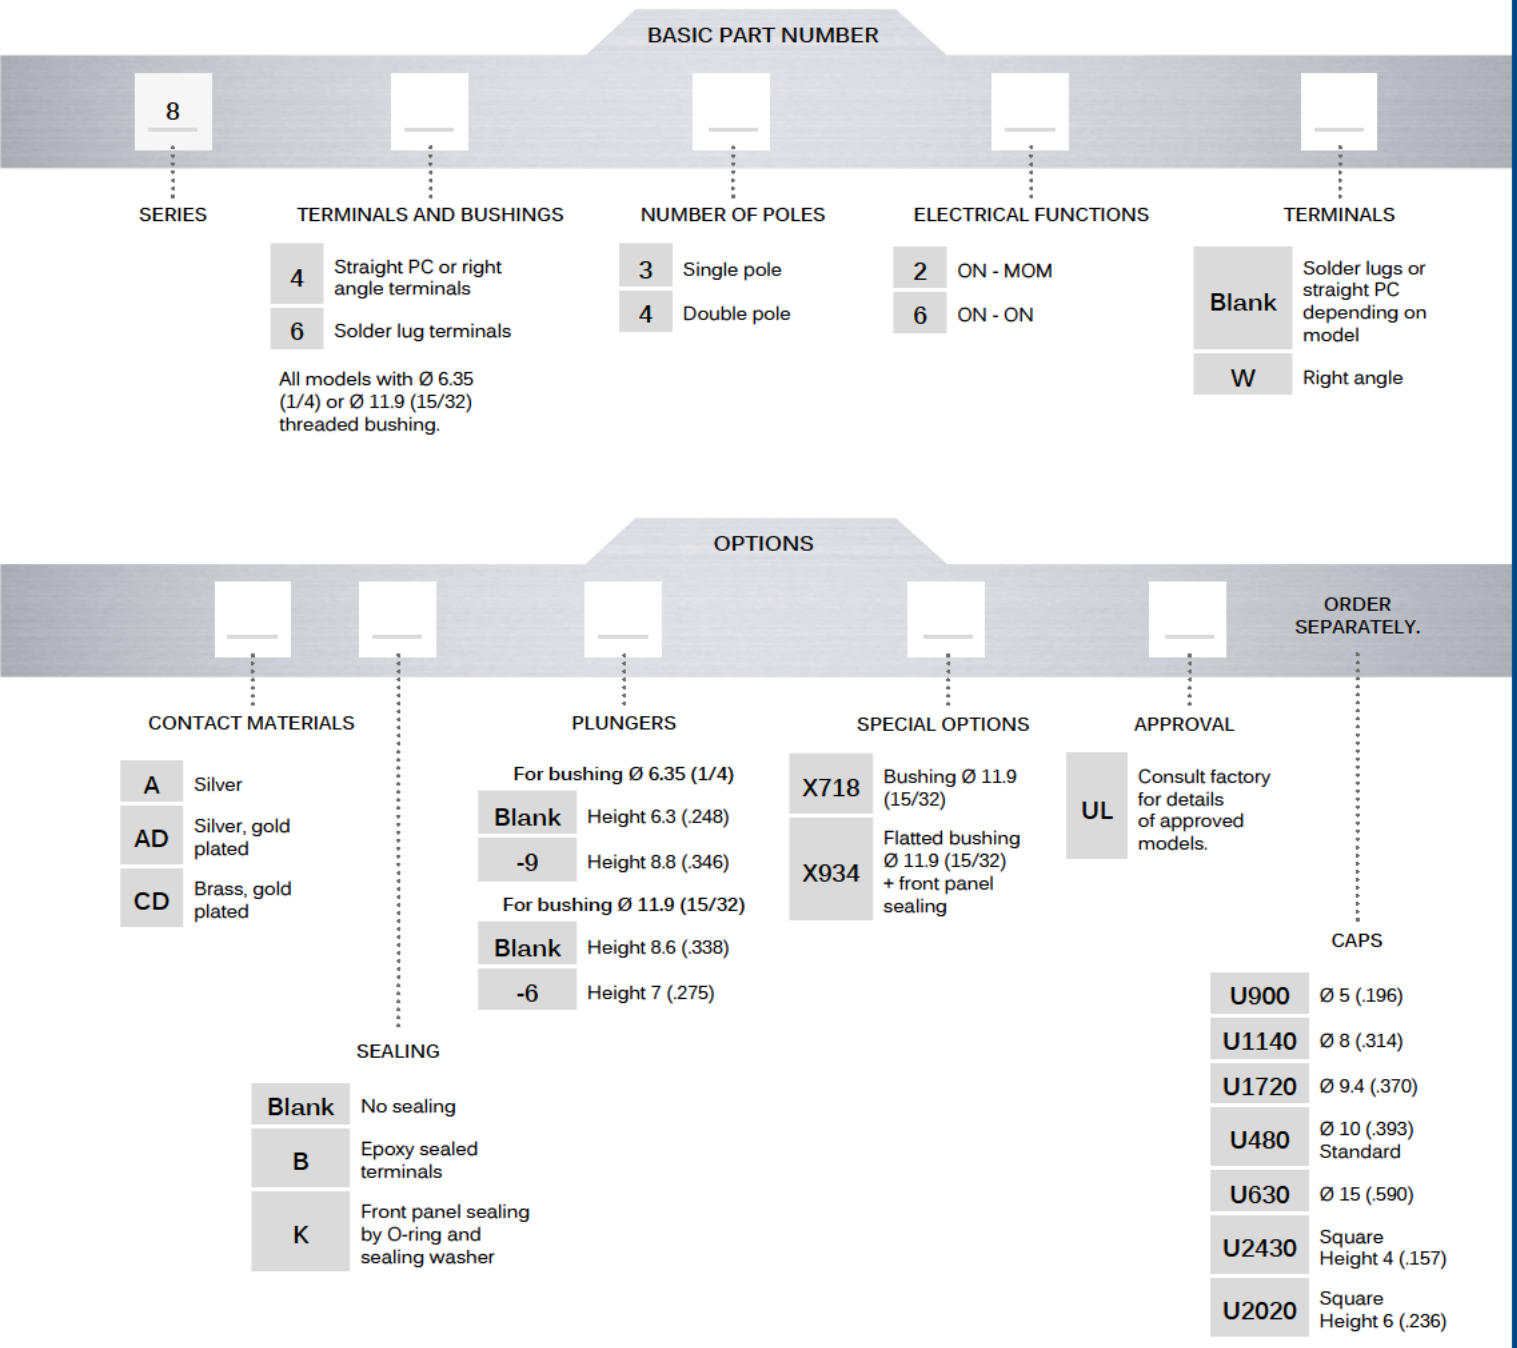 BASIC PART NUMBER
8
SERIES
TERMINALS AND BUSHINGS
4
Straight PC or right
angle terminals
6
Solder lug terminals
All models with Ø 6.35
(1/4) or Ø 11.9 (15/32)
threaded bushing.
NUMBER OF POLES
3
Single pole
4
Double pole
ELECTRICAL FUNCTIONS
2
ON - MOM
6
ON - ON
TERMINALS
Blank
Solder lugs or
straight PC
depending on
model
W
Right angle
OPTIONS
ORDER
SEPARATELY.
CONTACT MATERIALS
A
Silver
AD
Silver, gold
plated
CD
Brass, gold
plated
SEALING
Blank
No sealing
B
Epoxy sealed
terminals
K
Front panel sealing
by O-ring and
sealing washer
PLUNGERS
For bushing Ø 6.35 (1/4)
Blank
Height 6.3 (.248)
-9
Height 8.8 (.346)
For bushing Ø 11.9 (15/32)
Blank
Height 8.6 (.338)
-6
Height 7 (.275)
SPECIAL OPTIONS
X718
Bushing Ø 11.9
(15/32)
X934
Flatted bushing
Ø 11.9 (15/32)
+ front panel
sealing
APPROVAL
UL
Consult factory
for details
of approved
models.
CAPS
U900
Ø 5 (.196)
U1140
Ø 8 (.314)
U1720
Ø 9.4 (.370)
U480
Ø 10 (.393)
Standard
U630
Ø 15 (.590)
U2430
Square
Height 4 (.157)
U2020
Square
Height 6 (.236)